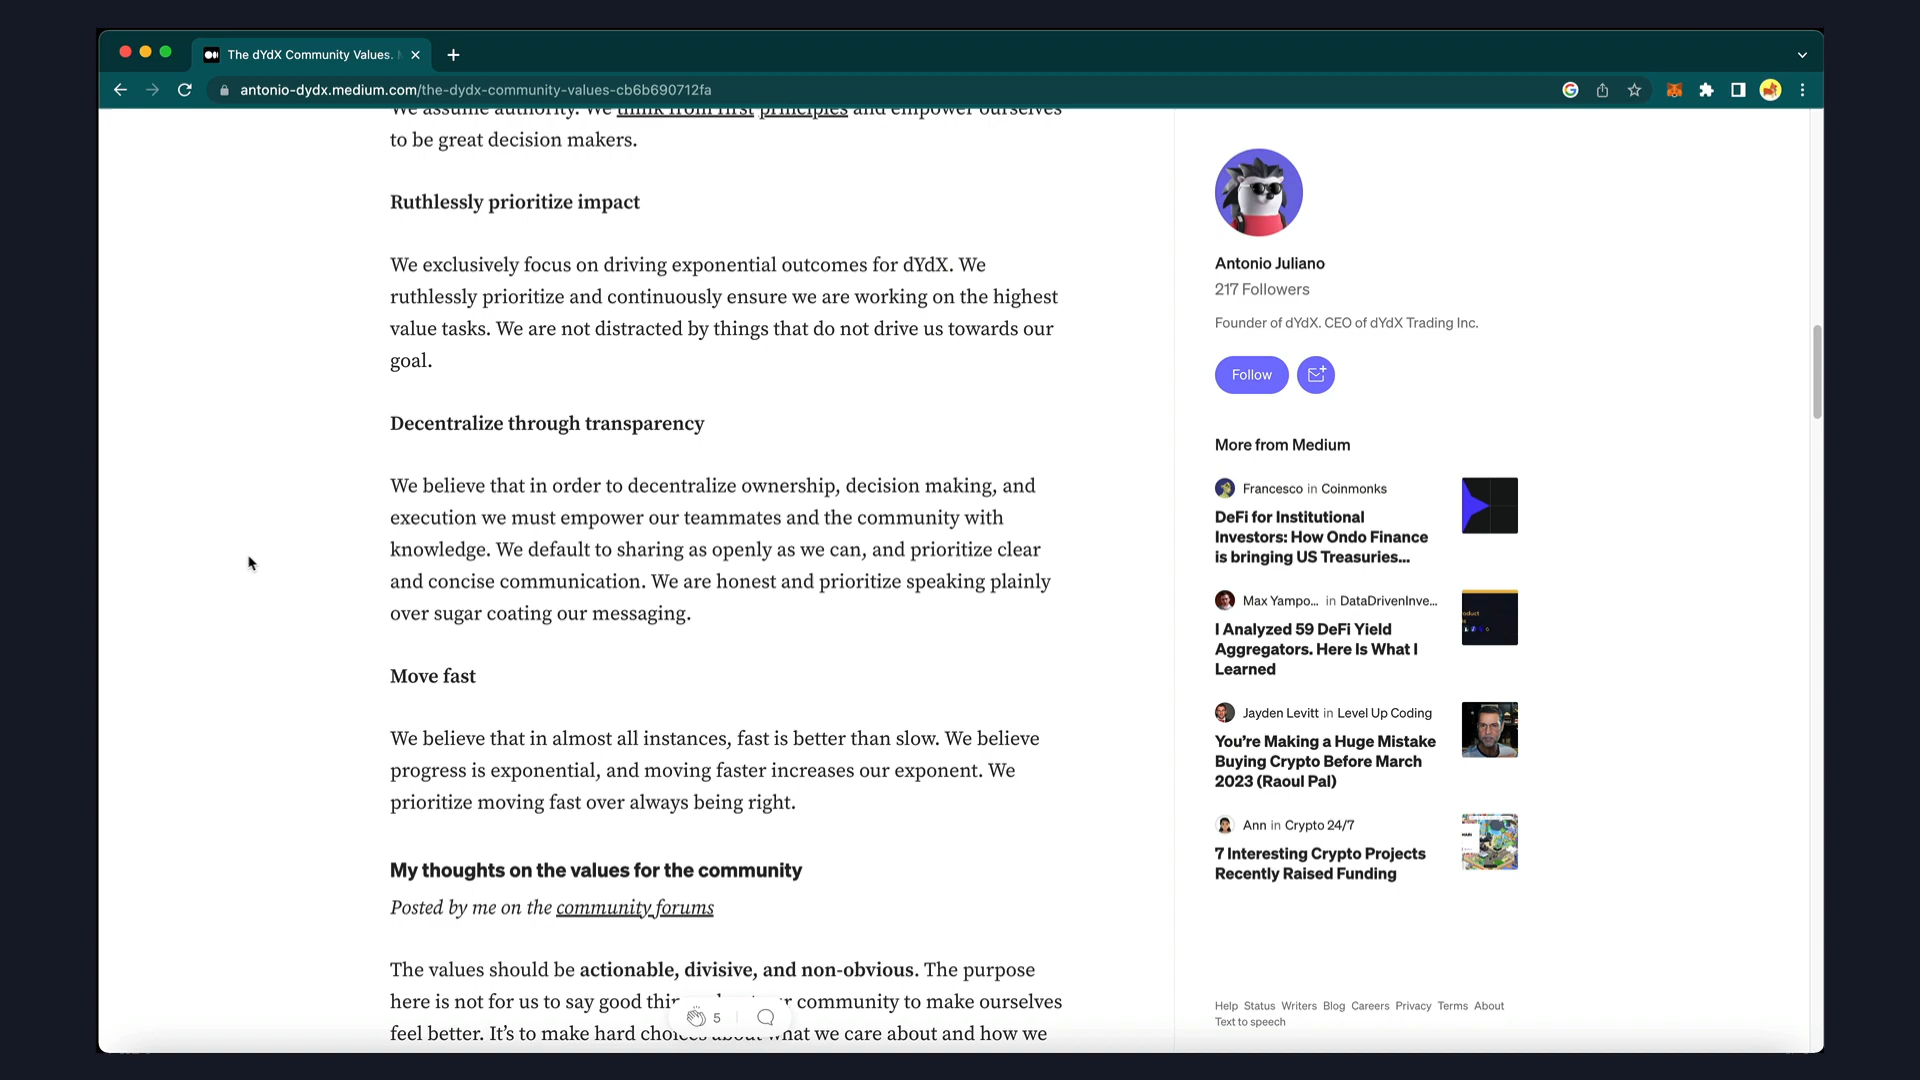 The dYdX Community Values.
antonio-dydx.medium.com/the-dydx-community-values-cb6b690712fa
We assume authority. We think from first principles and empower ourselves
to be great decision makers.
Ruthlessly prioritize impact
We exclusively focus on driving exponential outcomes for dYdX. We
ruthlessly prioritize and continuously ensure we are working on the highest
value tasks. We are not distracted by things that do not drive us towards our
goal.
Decentralize through transparency
We believe that in order to decentralize ownership, decision making, and
execution we must empower our teammates and the community with
knowledge. We default to sharing as openly as we can, and prioritize clear
and concise communication. We are honest and prioritize speaking plainly
over sugar coating our messaging.
Move fast
We believe that in almost all instances, fast is better than slow. We believe
progress is exponential, and moving faster increases our exponent. We
prioritize moving fast over always being right.
My thoughts on the values for the community
Posted by me on the community forums
The values should be actionable, divisive, and non-obvious. The purpose
here is not for us to say good community to make ourselves
feel better. It's to make hard choices about what we care about and how we
5
Antonio Juliano
217 Followers
Founder of dYdX. CEO of dYdX Trading Inc.
Follow
More from Medium
Francesco in Coinmonks
DeFi for Institutional
Investors: How Ondo Finance
is bringing US Treasuries...
Max Yampo... in DataDrivenInve...
I Analyzed 59 DeFi Yield
Aggregators. Here Is What I
Learned
Jayden Levitt in Level Up Coding
You're Making a Huge Mistake
Buying Crypto Before March
2023 (Raoul Pal)
Ann in Crypto 24/7
7 Interesting Crypto Projects
Recently Raised Funding
Help Status Writers Blog Careers Privacy Terms About
Text to speech